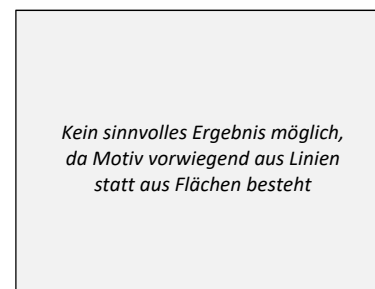 Kein sinnvolles Ergebnis möglich,
da Motiv vorwiegend aus Linien
statt aus Flächen besteht